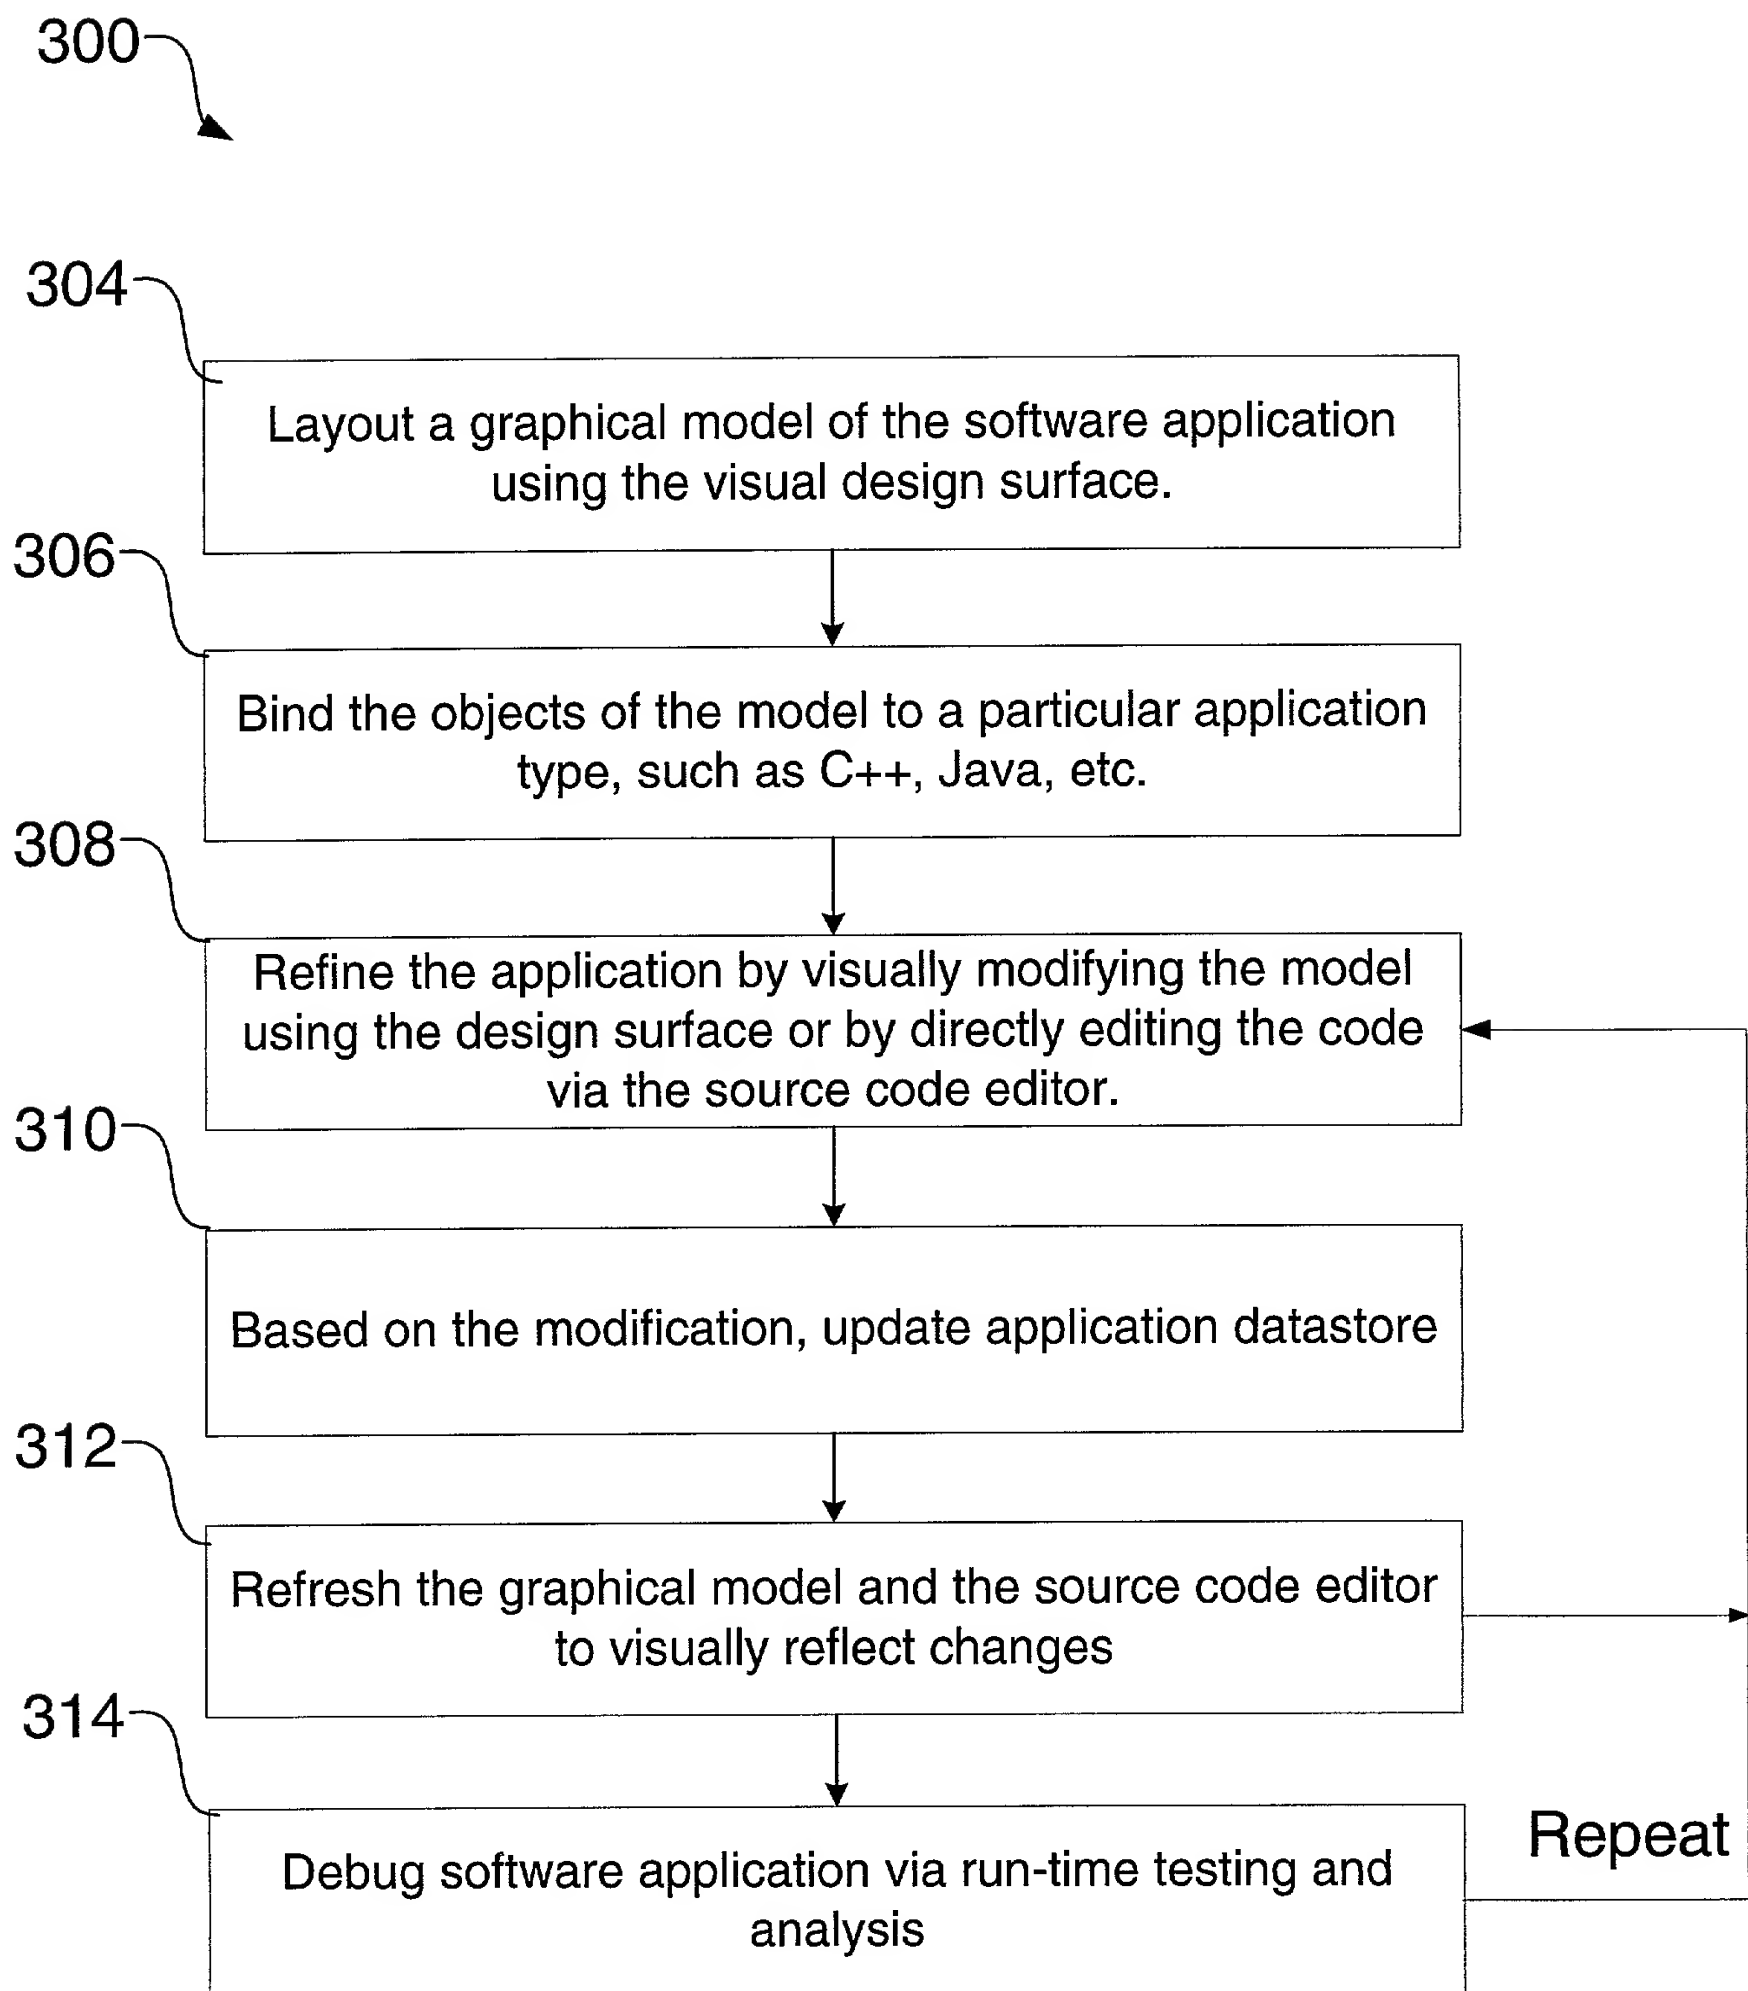 300
304
Layout a graphical model of the software application
using the visual design surface.
306
Bind the objects of the model to a particular application
type, such as C++, Java, etc.
308
Refine the application by visually modifying the model
using the design surface or by directly editing the code
via the source code editor.
310
Based on the modification, update application datastore
312
Refresh the graphical model and the source code editor
to visually reflect changes
314
Repeat
Debug software application via run-time testing and
analysis